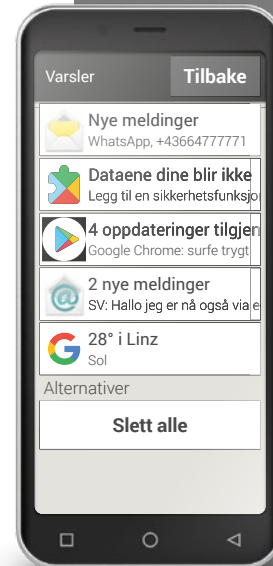 Varsler
Tilbake
Nye meldinger
WhatsApp, +43664777771
Dataene dine blir ikke
Legg til en sikkerhetsfunksjo
4 oppdateringer tilgjen
Google Chrome: surfe trygt
2 nye meldinger
SV: Hallo jeg er nå også via e
28° i Linz
Sol
Alternativer
Slett alle